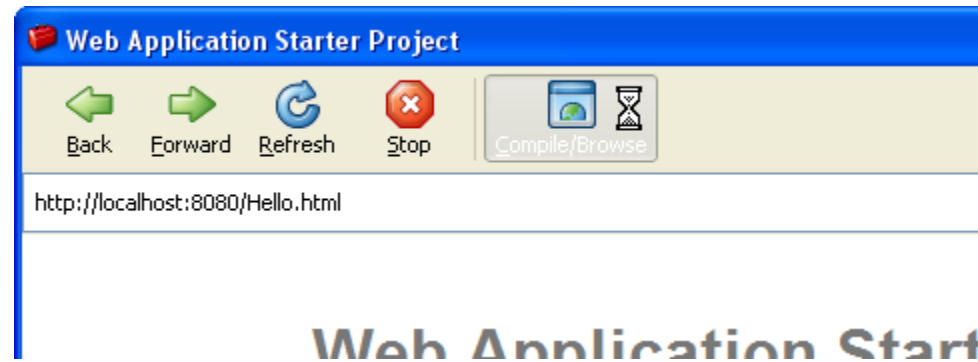 Web Application Starter Project
Back Forward Refresh Stop Compile/Browse
http://localhost:8080/Hello.html
Web Application Start